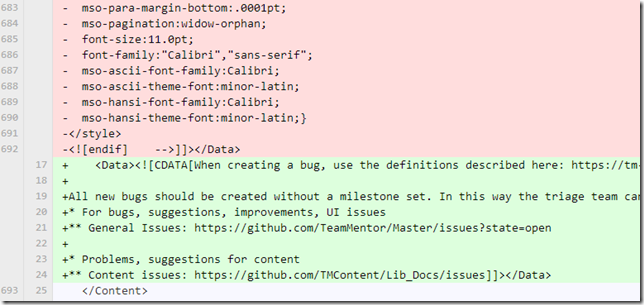 683 -  mso-para-margin-bottom:.0001pt;
684 -  mso-pagination:widow-orphan;
685 -  font-size:11.0pt;
686 -  font-family:"Calibri","sans-serif";
687 -  mso-ascii-font-family:Calibri;
688 -  mso-ascii-theme-font:minor-latin;
689 -  mso-hansi-font-family:Calibri;
690 -  mso-hansi-theme-font:minor-latin;}
691 -</style>
692 -<![endif]    -->]]></Data>
17 +    <Data><![CDATA[When creating a bug, use the definitions described here: https://tm-
18 +
19 +All new bugs should be created without a milestone set. In this way the triage team can
20 +* For bugs, suggestions, improvements, UI issues
21 +** General Issues: https://github.com/TeamMentor/Master/issues?state=open
22 +
23 +* Problems, suggestions for content
24 +** Content issues: https://github.com/TMContent/Lib_Docs/issues]]></Data>
693 25   </Content>